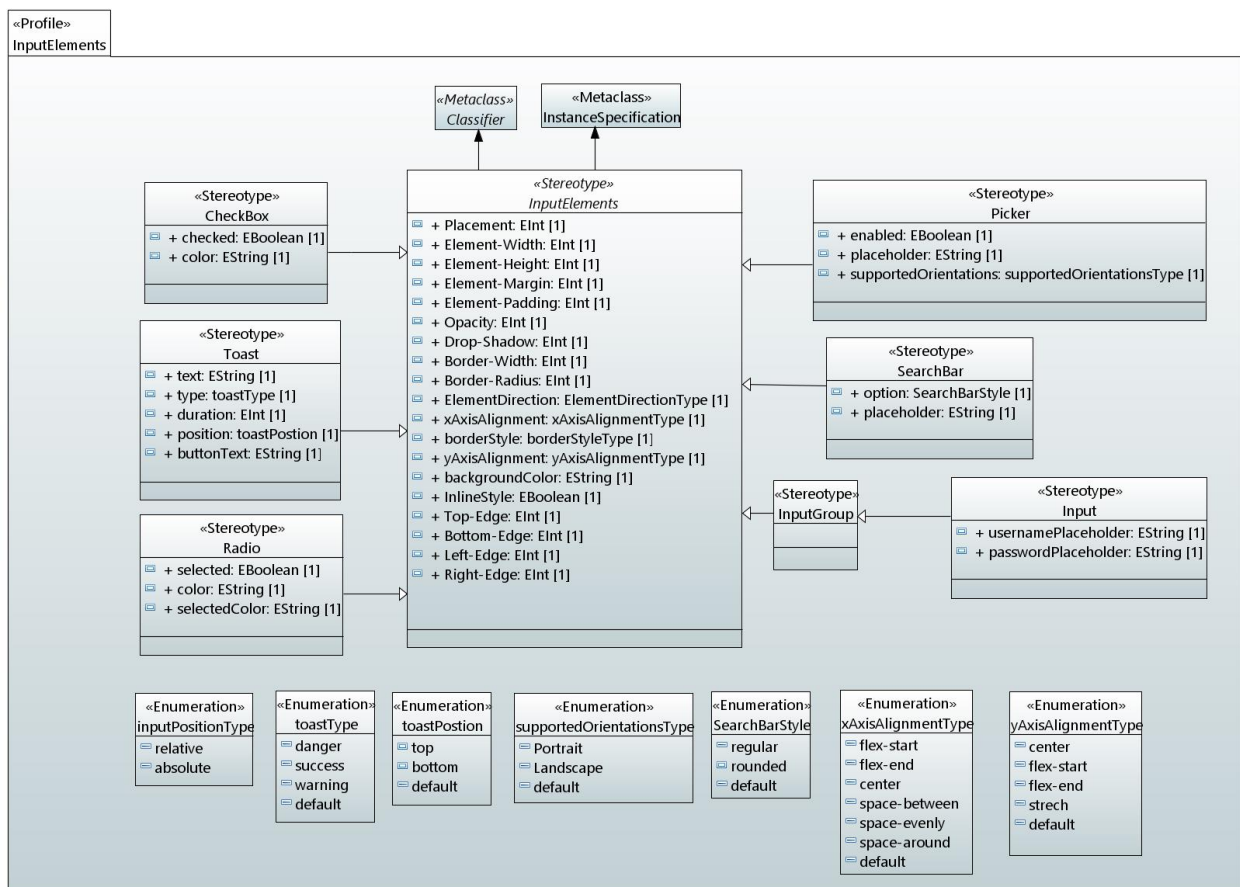 «Profile»
InputElements
«Metaclass»
Classifier
«Metaclass»
InstanceSpecification
«Stereotype»
CheckBox
+ checked: EBoolean [1]
+ color: EString [1]
«Stereotype»
Toast
+ text: EString [1]
+ type: toastType [1]
+ duration: EInt [1]
+ position: toastPostion [1]
+ buttonText: EString [1]
«Stereotype»
Radio
+ selected: EBoolean [1]
+ color: EString [1]
+ selectedColor: EString [1]
«Stereotype»
InputElements
+ Placement: EInt [1]
+ Element-Width: EInt [1]
+ Element-Height: EInt [1]
+ Element-Margin: EInt [1]
+ Element-Padding: EInt [1]
+ Opacity: EInt [1]
+ Drop-Shadow: EInt [1]
+ Border-Width: EInt [1]
+ Border-Radius: EInt [1]
+ ElementDirection: ElementDirectionType [1]
+ xAxisAlignment: xAxisAlignmentType [1]
+ borderStyle: borderStyleType [1]
+ yAxisAlignment: yAxisAlignmentType [1]
+ backgroundColor: EString [1]
+ InlineStyle: EBoolean [1]
+ Top-Edge: EInt [1]
+ Bottom-Edge: EInt [1]
+ Left-Edge: EInt [1]
+ Right-Edge: EInt [1]
«Stereotype»
Picker
+ enabled: EBoolean [1]
+ placeholder: EString [1]
+ supportedOrientations: supportedOrientationsType [1]
«Stereotype»
SearchBar
+ option: SearchBarStyle [1]
+ placeholder: EString [1]
«Stereotype»
InputGroup
«Stereotype»
Input
+ usernamePlaceholder: EString [1]
+ passwordPlaceholder: EString [1]
«Enumeration»
inputPositionType
relative
absolute
«Enumeration»
toastType
danger
success
warning
default
«Enumeration»
toastPostion
top
bottom
default
«Enumeration»
supportedOrientationsType
Portrait
Landscape
default
«Enumeration»
SearchBarStyle
regular
rounded
default
«Enumeration»
xAxisAlignmentType
flex-start
flex-end
center
space-between
space-evenly
space-around
default
«Enumeration»
yAxisAlignmentType
center
flex-start
flex-end
strech
default